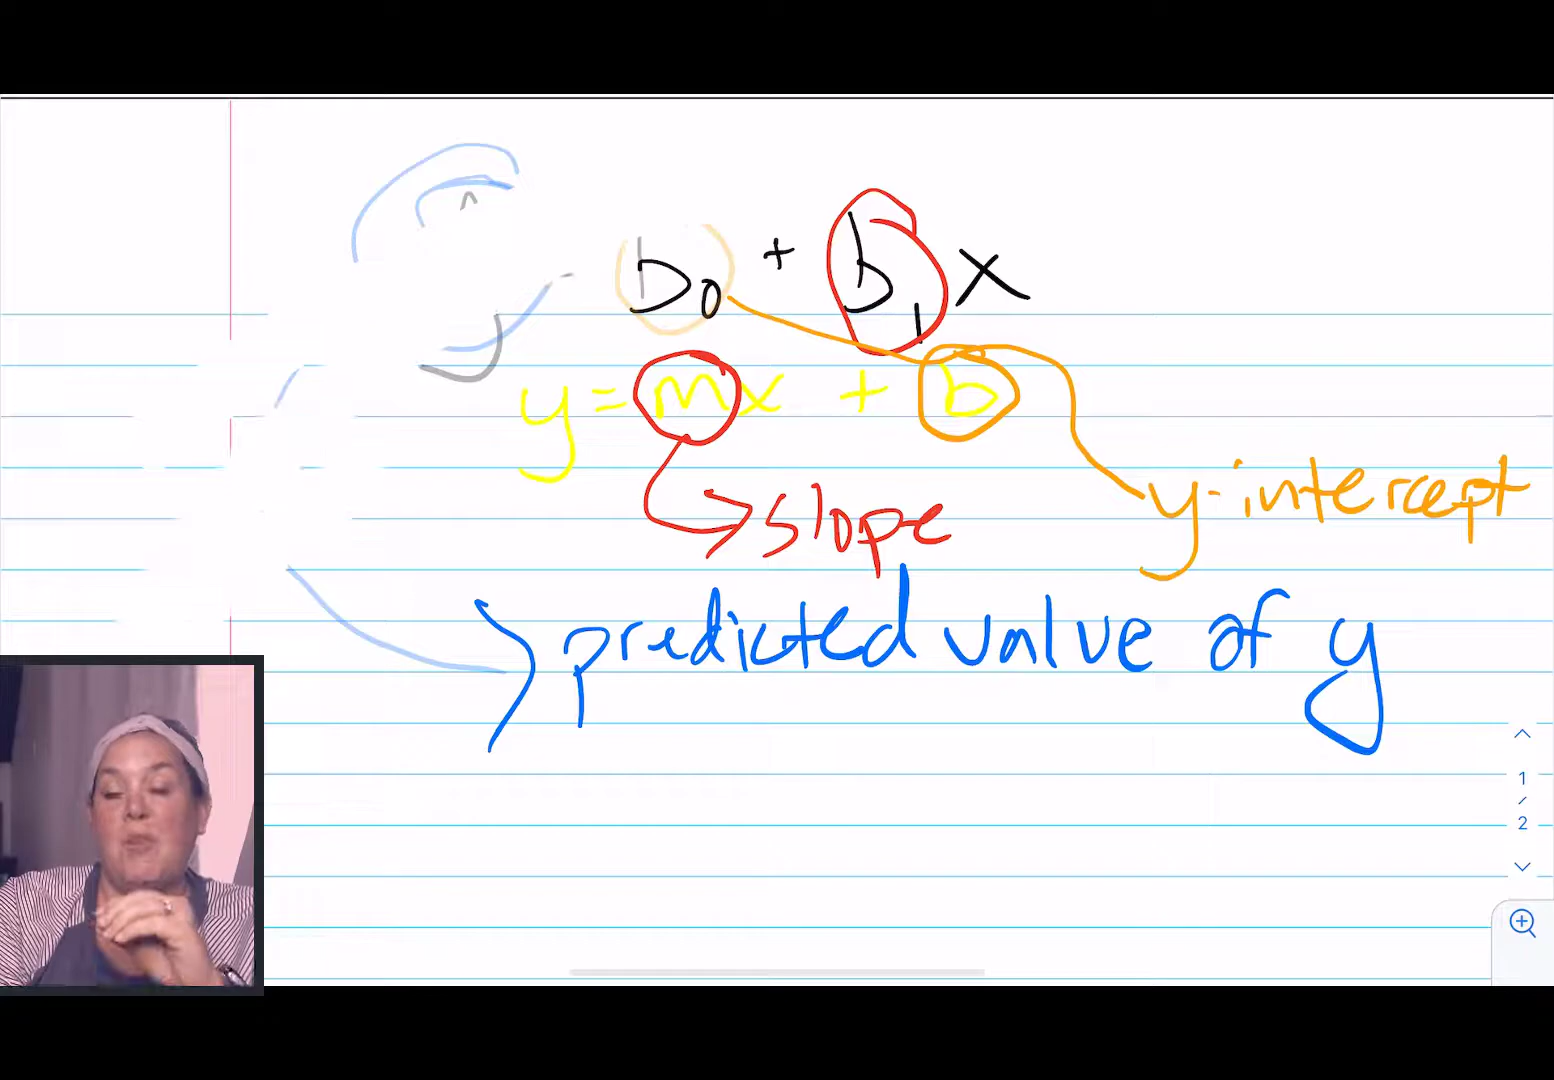 b₀ + b₁x
y = mx + b
y-intercept
slope
predicted value of y
1
/
2